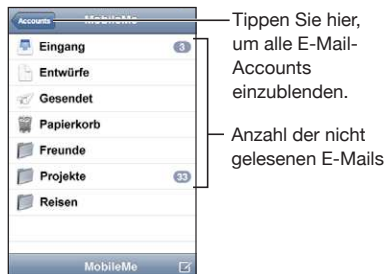 Accounts MobileMe
Eingang 3
Entwürfe
Gesendet
Papierkorb
Freunde
Projekte 33
Reisen
MobileMe
Tippen Sie hier,
um alle E-Mail-
Accounts
einzublenden.
Anzahl der nicht
gelesenen E-Mails